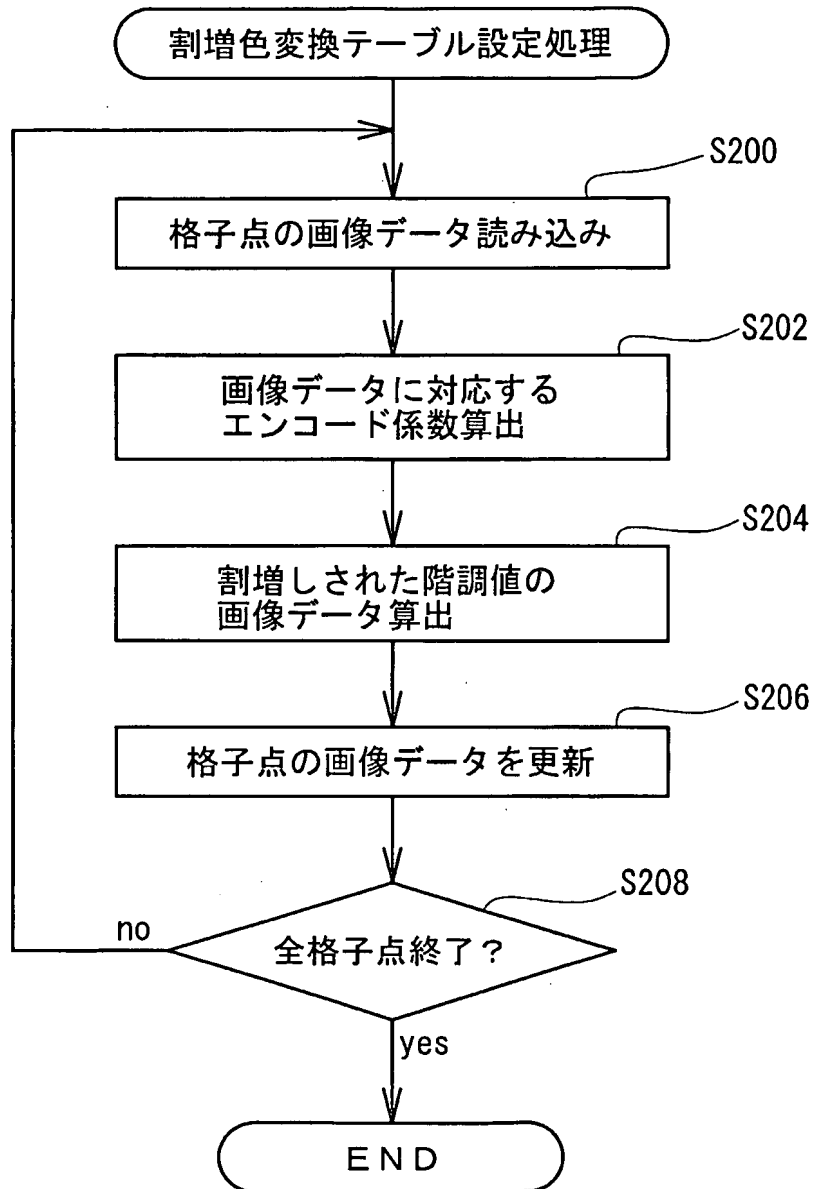 割増色変換テーブル設定処理
S200
格子点の画像データ読み込み
S202
画像データに対応する
エンコード係数算出
S204
割増しされた階調値の
画像データ算出
S206
格子点の画像データを更新
S208
no
全格子点終了？
yes
END